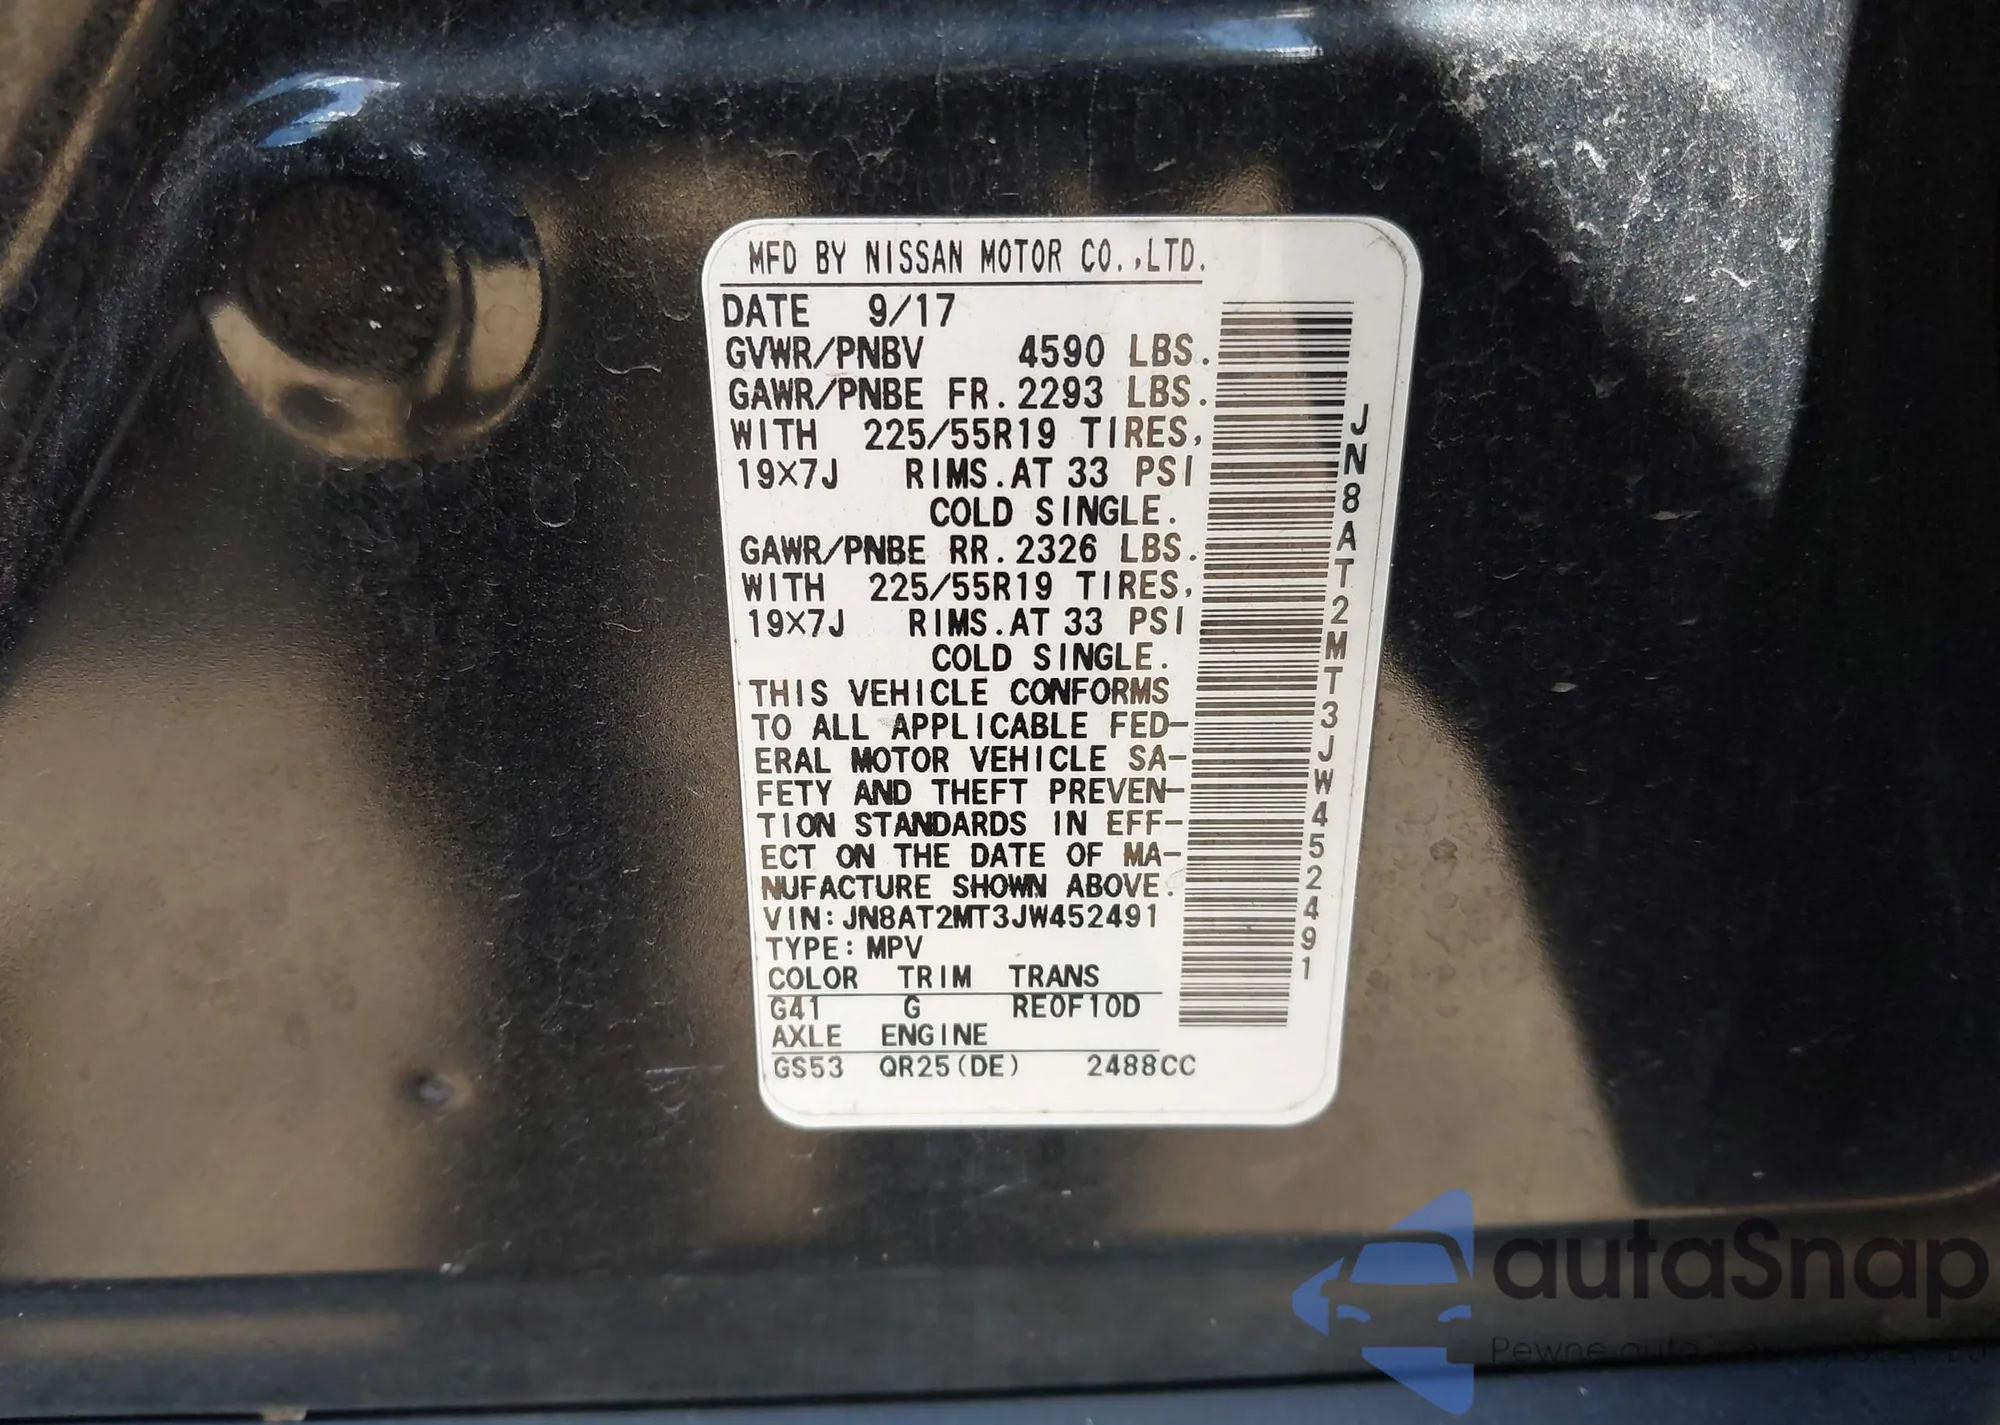 MFD BY NISSAN MOTOR CO.,LTD.
DATE 9/17
GVWR/PNBV 4590 LBS.
GAWR/PNBE FR.2293 LBS.
WITH 225/55R19 TIRES,
19×7J RIMS.AT 33 PSI
COLD SINGLE.
GAWR/PNBE RR.2326 LBS.
WITH 225/55R19 TIRES,
19×7J RIMS.AT 33 PSI
COLD SINGLE.
THIS VEHICLE CONFORMS
TO ALL APPLICABLE FED-
ERAL MOTOR VEHICLE SA-
FETY AND THEFT PREVEN-
TION STANDARDS IN EFF-
ECT ON THE DATE OF MA-
NUFACTURE SHOWN ABOVE.
VIN:JN8AT2MT3JW452491
TYPE:MPV
COLOR TRIM TRANS
G41 G RE0F10D
AXLE ENGINE
GS53 QR25(DE) 2488CC
JN8AT2MT3JW452491
autaSnap
Pewne auto